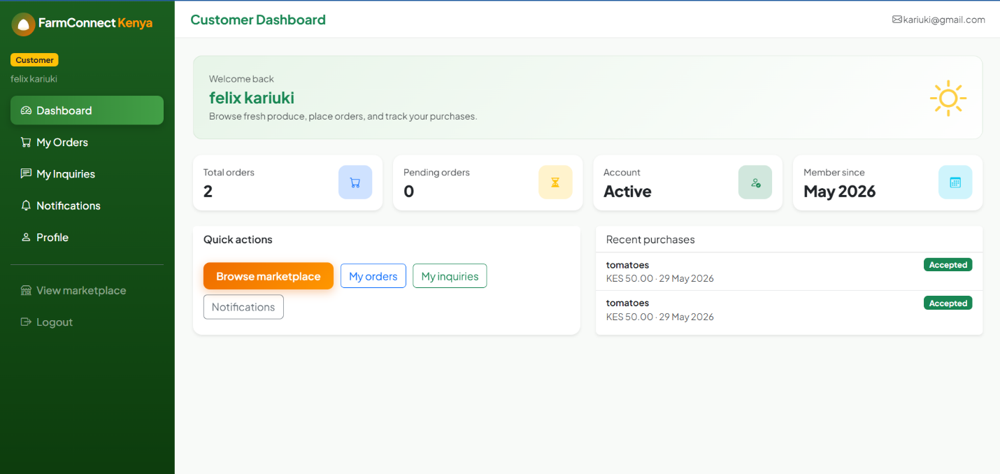 FarmConnect Kenya
Customer
felix kariuki
Dashboard
My Orders
My Inquiries
Notifications
Profile
View marketplace
Logout
Customer Dashboard
kariuki@gmail.com
Welcome back
felix kariuki
Browse fresh produce, place orders, and track your purchases.
Total orders
2
Pending orders
0
Account
Active
Member since
May 2026
Quick actions
Browse marketplace
My orders
My inquiries
Notifications
Recent purchases
tomatoes
Accepted
KES 50.00 · 29 May 2026
tomatoes
Accepted
KES 50.00 · 29 May 2026